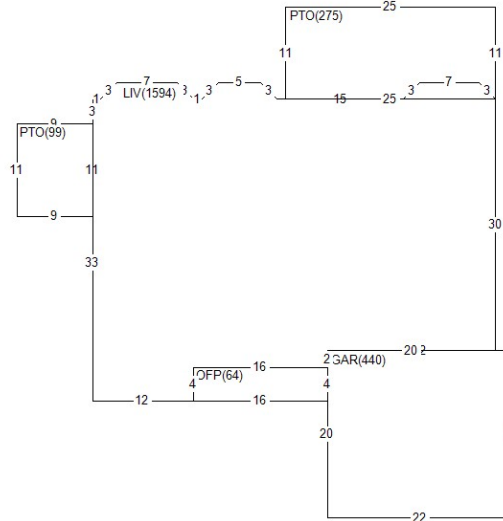 25
PTO(275)
11 11
7 5 7
1 3 3 3 3 3 3
LIV(1594)
1 15 25
3
9
PTO(99)
11 11
9
30
33
20 2
2 GAR(440)
16
OFP(64)
4 4
12 16
20
22